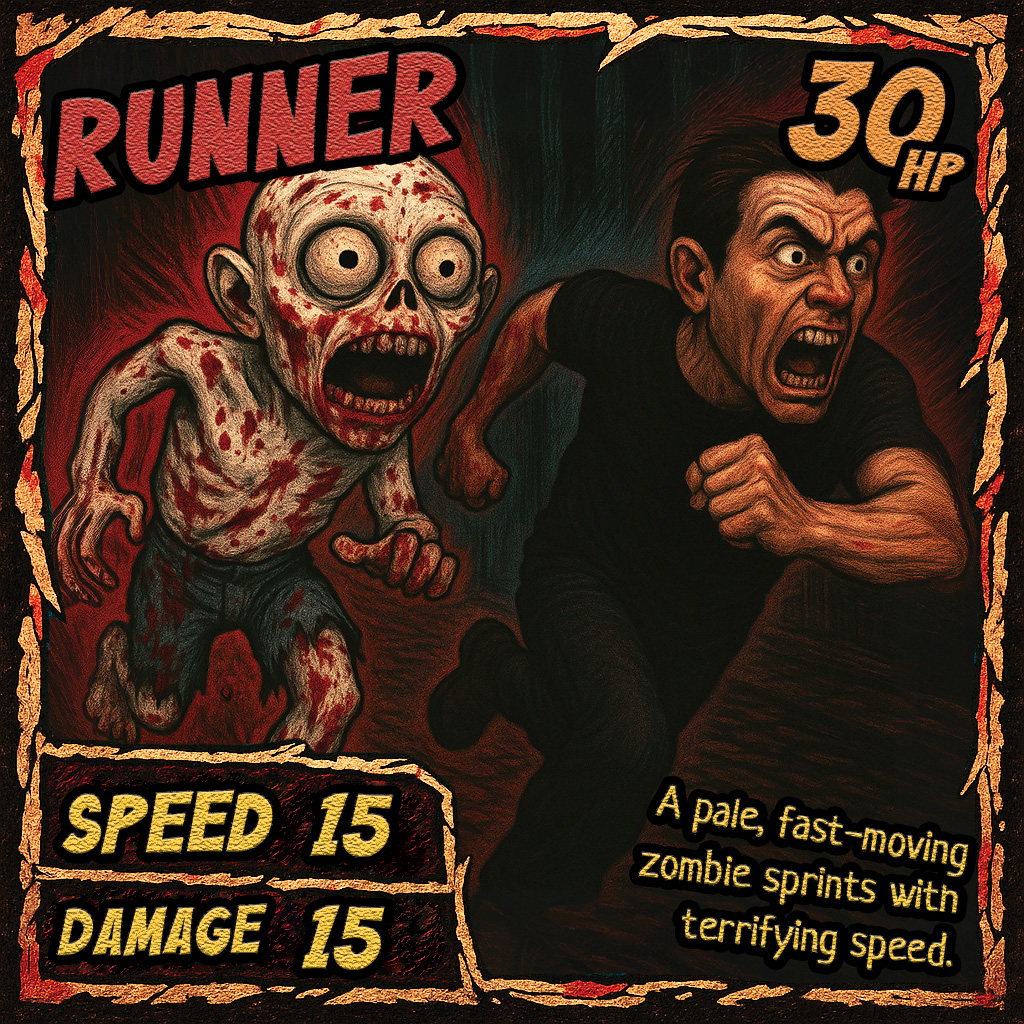 RUNNER
30
HP
SPEED 15
DAMAGE 15
A pale, fast-moving
zombie sprints with
terrifying speed.